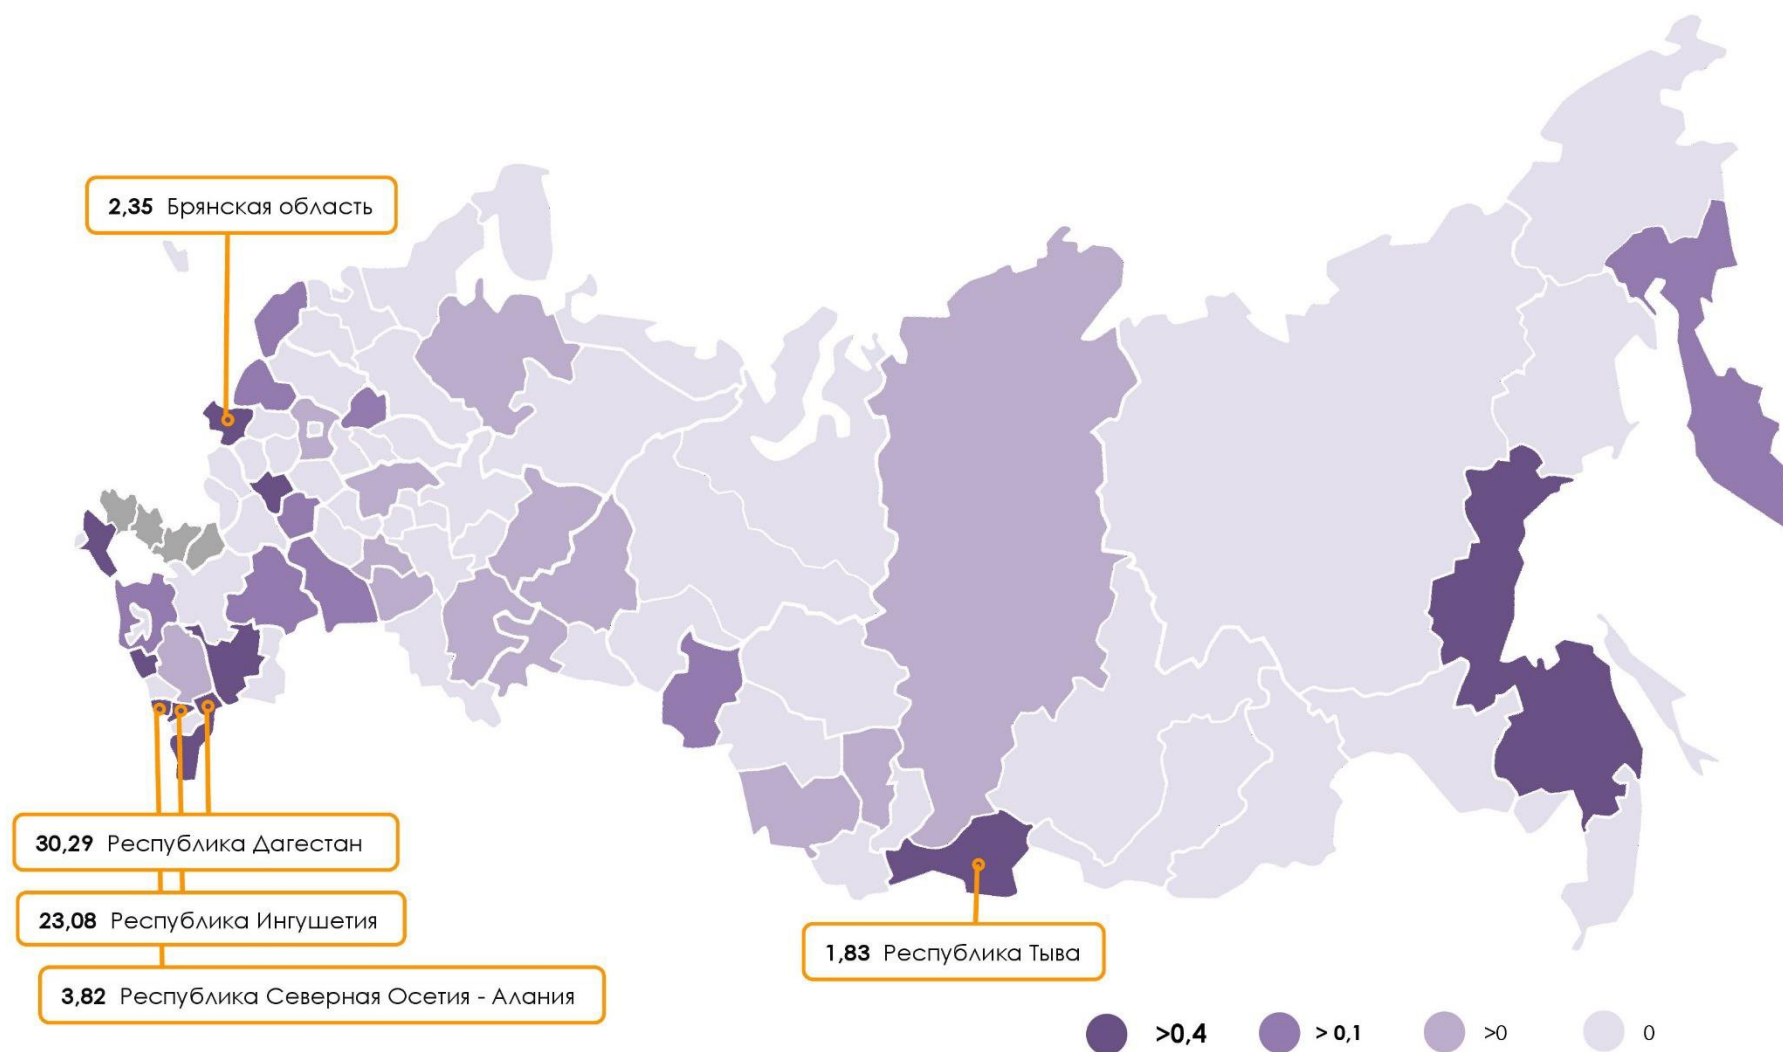 2,35 Брянская область
30,29 Республика Дагестан
23,08 Республика Ингушетия
3,82 Республика Северная Осетия - Алания
1,83 Республика Тыва
>0,4 > 0,1 >0 0